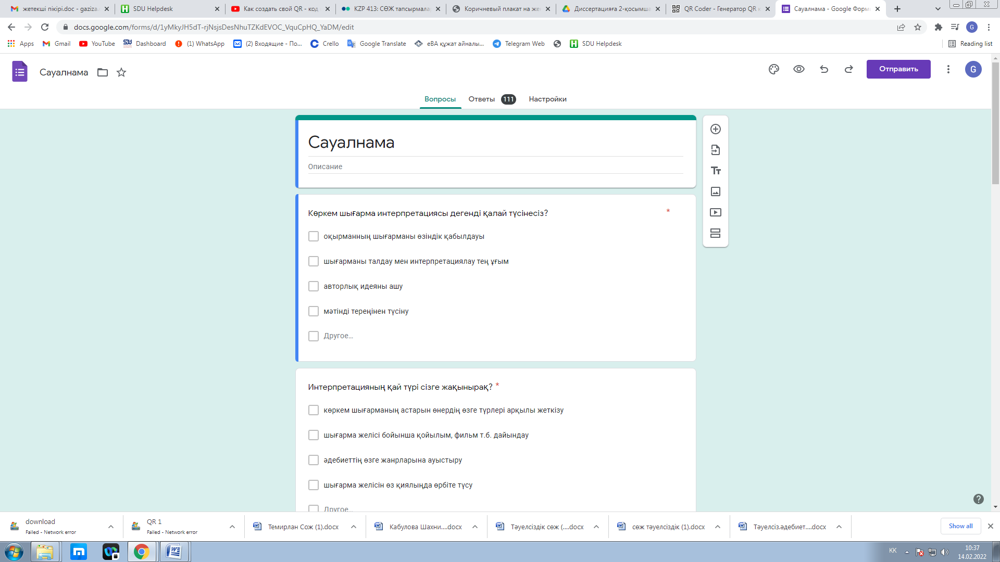 жетекші пікірі.doc - gaziza.
SDU Helpdesk
Как создать свой QR - код
KZP 413: СӨЖ тапсырмала
Коричневый плакат на же
Диссертацияға 2-қосымша
QR Coder - Генератор QR к
Сауалнама - Google Форм
docs.google.com/forms/d/1yMkyJH5dT-rjNsjsDesNhuTZKdEVOC_VquCpHQ_YaDM/edit
G
Apps
Gmail
YouTube
SDU
Dashboard
(1) WhatsApp
(2) Входящие - По...
Crello
Google Translate
еВА құжат айналы...
Telegram Web
SDU Helpdesk
Reading list
Сауалнама
Отправить
G
Вопросы
Ответы 111
Настройки
Сауалнама
Описание
Көркем шығарма интерпретациясы дегенді қалай түсінесіз? *
оқырманның шығарманы өзіндік қабылдауы
шығарманы талдау мен интерпретациялау тең ұғым
авторлық идеяны ашу
мәтінді тереңінен түсіну
Другое...
Интерпретацияның қай түрі сізге жақынырақ? *
көркем шығарманың астарын өнердің өзге түрлері арқылы жеткізу
шығарма желісі бойынша қойылым, фильм т.б. дайындау
әдебиеттің өзге жанрларына ауыстыру
шығарма желісін өз қиялыңда өрбіте түсу
Другое...
download
Failed - Network error
QR 1
Failed - Network error
Темирлан Сож (1).docx
Кабулова Шахни....docx
Тәуелсіздік сөж (....docx
сөж тәуелсіздік (1).docx
Тәуелсіз.әдебиет....docx
Show all
KK
10:37
14.02.2022